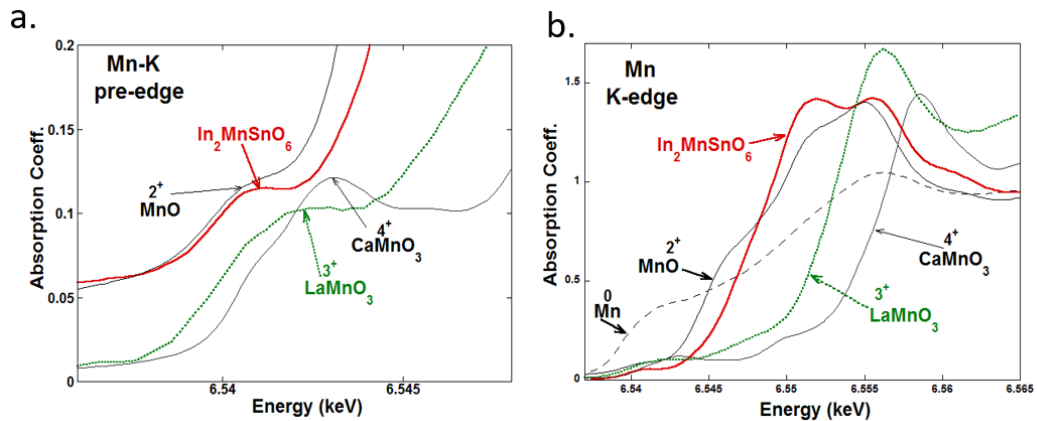 a.
Mn-K
pre-edge
In₂MnSnO₆
2⁺
MnO
4⁺
CaMnO₃
3⁺
LaMnO₃
Absorption Coeff.
0.2
0.15
0.1
0.05
0
6.54
6.545
Energy (keV)
b.
Mn
K-edge
In₂MnSnO₆
2⁺
MnO
4⁺
CaMnO₃
0
Mn
3⁺
LaMnO₃
Absorption Coeff.
1.5
1
0.5
0
6.54
6.545
6.55
6.555
6.56
6.565
Energy (keV)